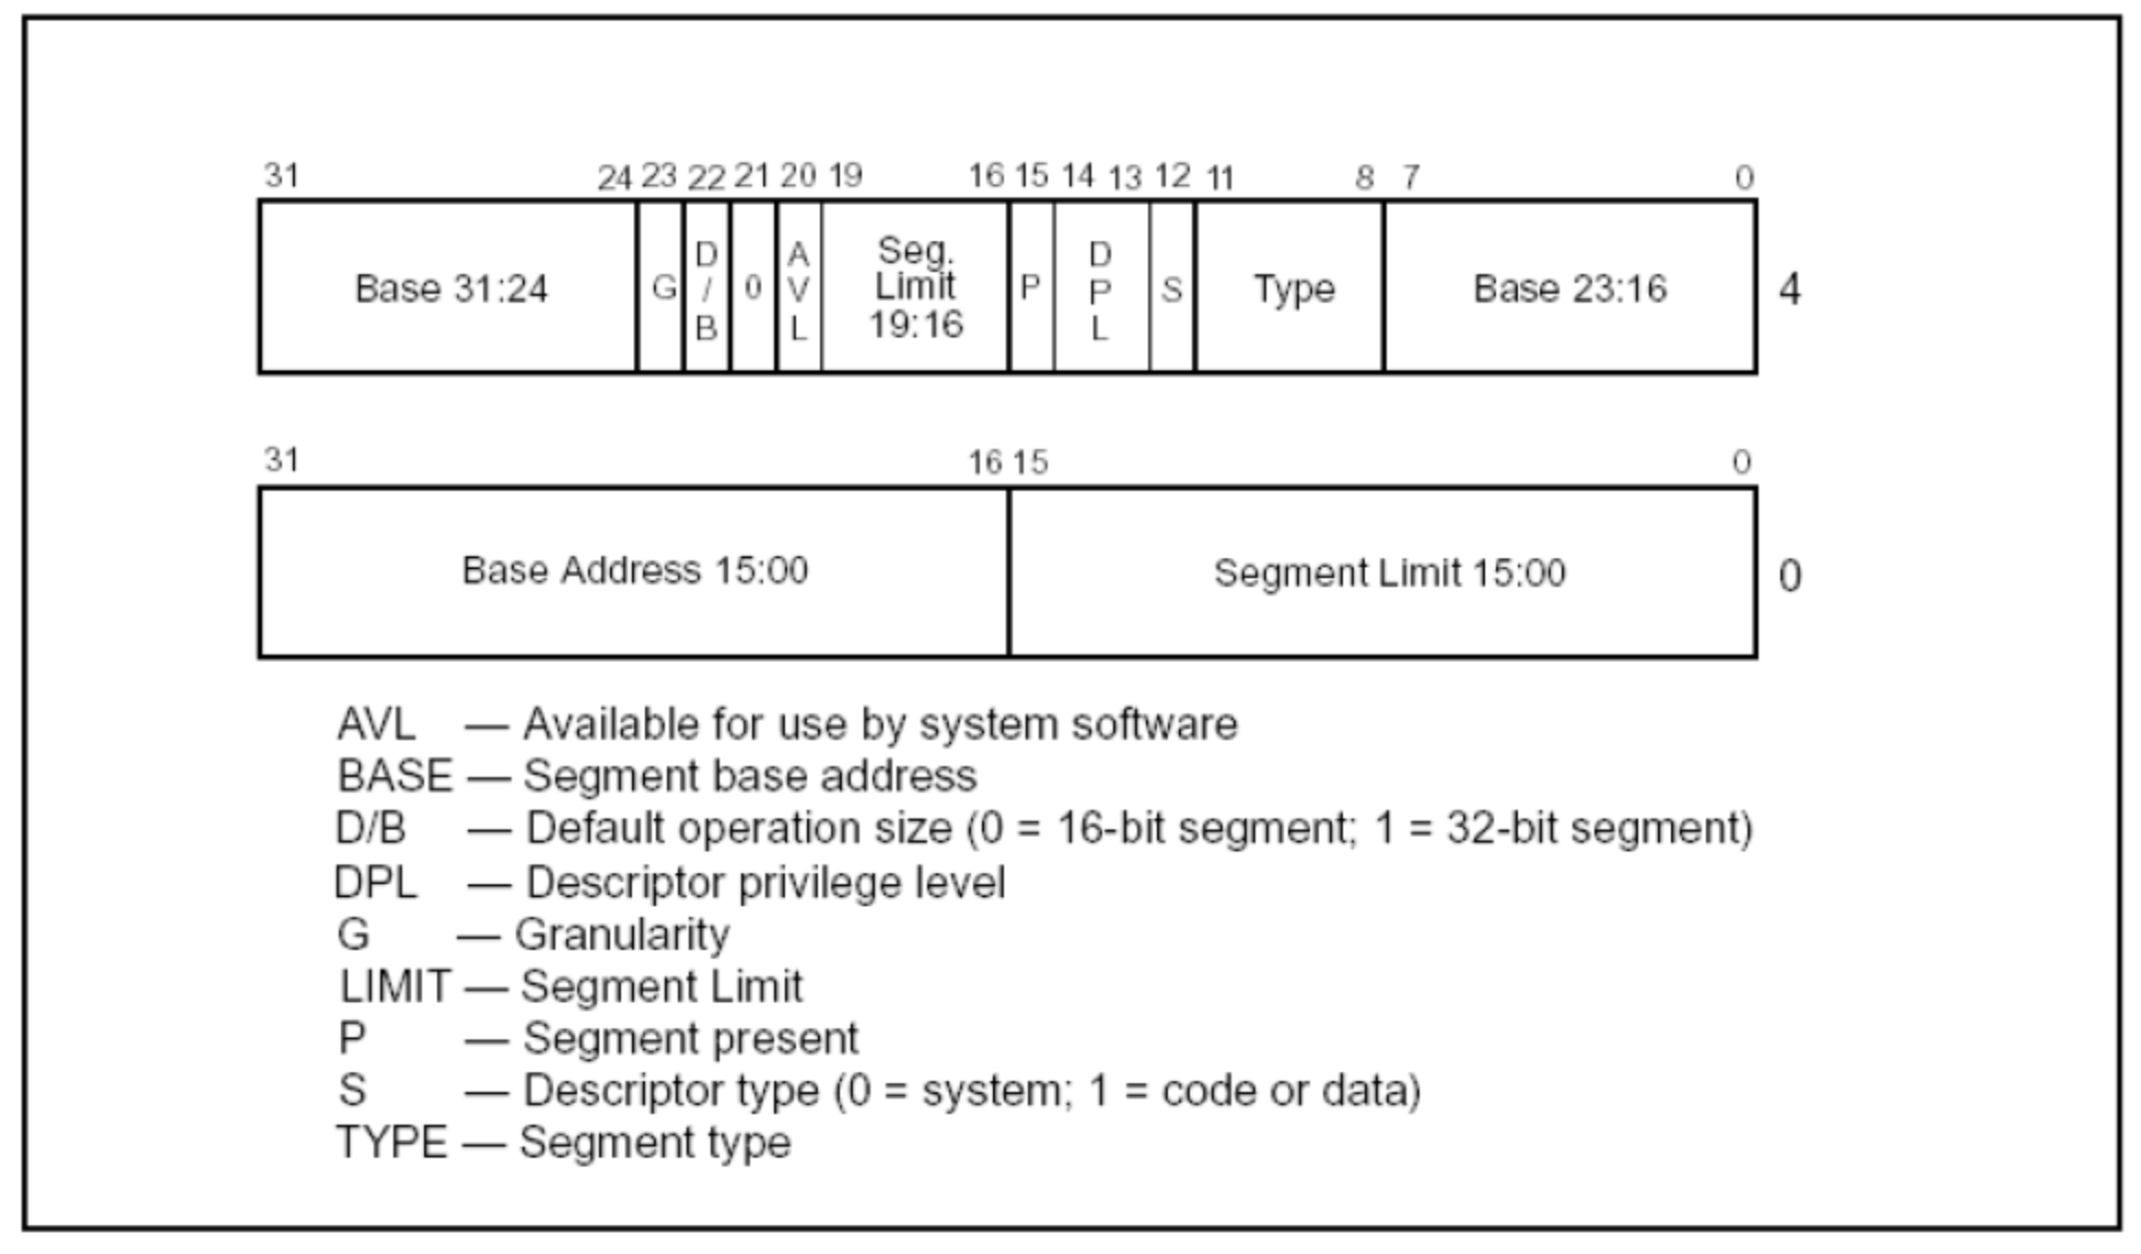 31 24 23 22 21 20 19 16 15 14 13 12 11 8 7 0
Base 31:24 G D/B 0 AVL Seg. Limit 19:16 P DPL S Type Base 23:16 4
31 16 15 0
Base Address 15:00 Segment Limit 15:00 0
AVL — Available for use by system software
BASE — Segment base address
D/B — Default operation size (0 = 16-bit segment; 1 = 32-bit segment)
DPL — Descriptor privilege level
G — Granularity
LIMIT — Segment Limit
P — Segment present
S — Descriptor type (0 = system; 1 = code or data)
TYPE — Segment type